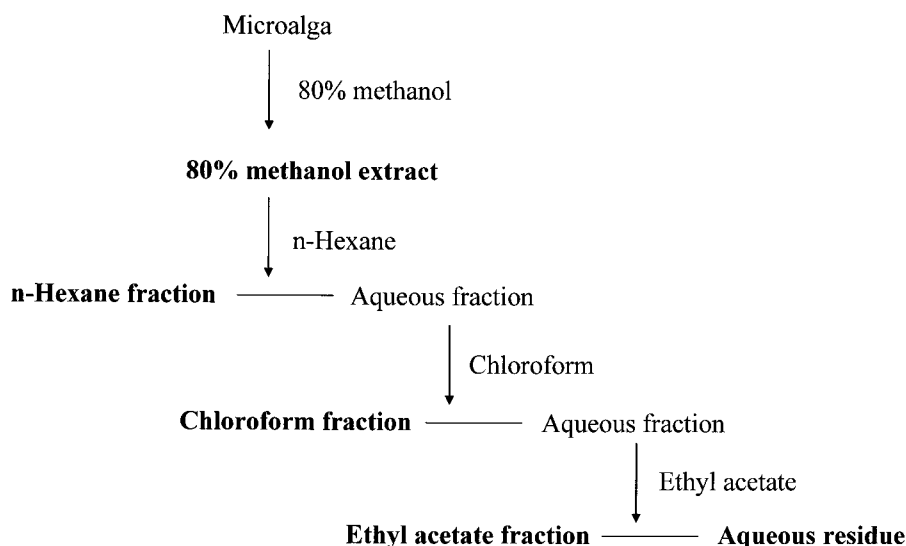 Microalga
80% methanol
80% methanol extract
n-Hexane
n-Hexane fraction
Aqueous fraction
Chloroform
Chloroform fraction
Aqueous fraction
Ethyl acetate
Ethyl acetate fraction
Aqueous residue